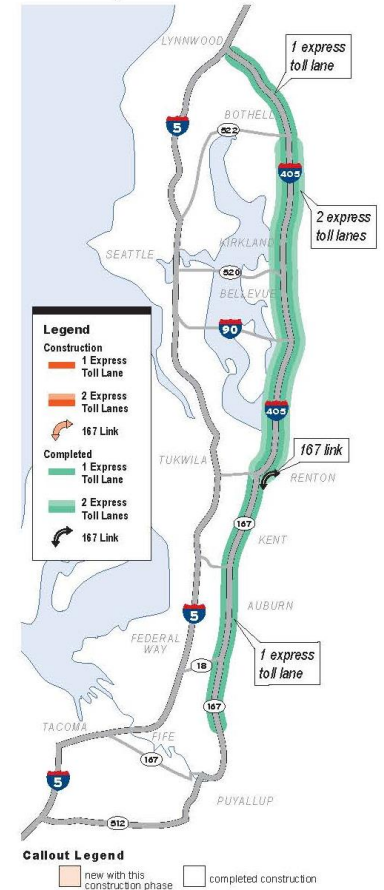 LYNNWOOD
1 express
toll lane
BOTHELL
5
522
405
2 express
toll lanes
KIRKLAND
SEATTLE
520
BELLEVUE
90
Legend
Construction
1 Express
Toll Lane
2 Express
Toll Lanes
167 Link
Completed
1 Express
Toll Lane
2 Express
Toll Lanes
167 Link
405
167 link
TUKWILA
RENTON
167
KENT
AUBURN
5
FEDERAL
WAY
18
1 express
toll lane
167
TACOMA
FIFE
167
5
PUYALLUP
512
Callout Legend
new with this
construction phase
completed construction